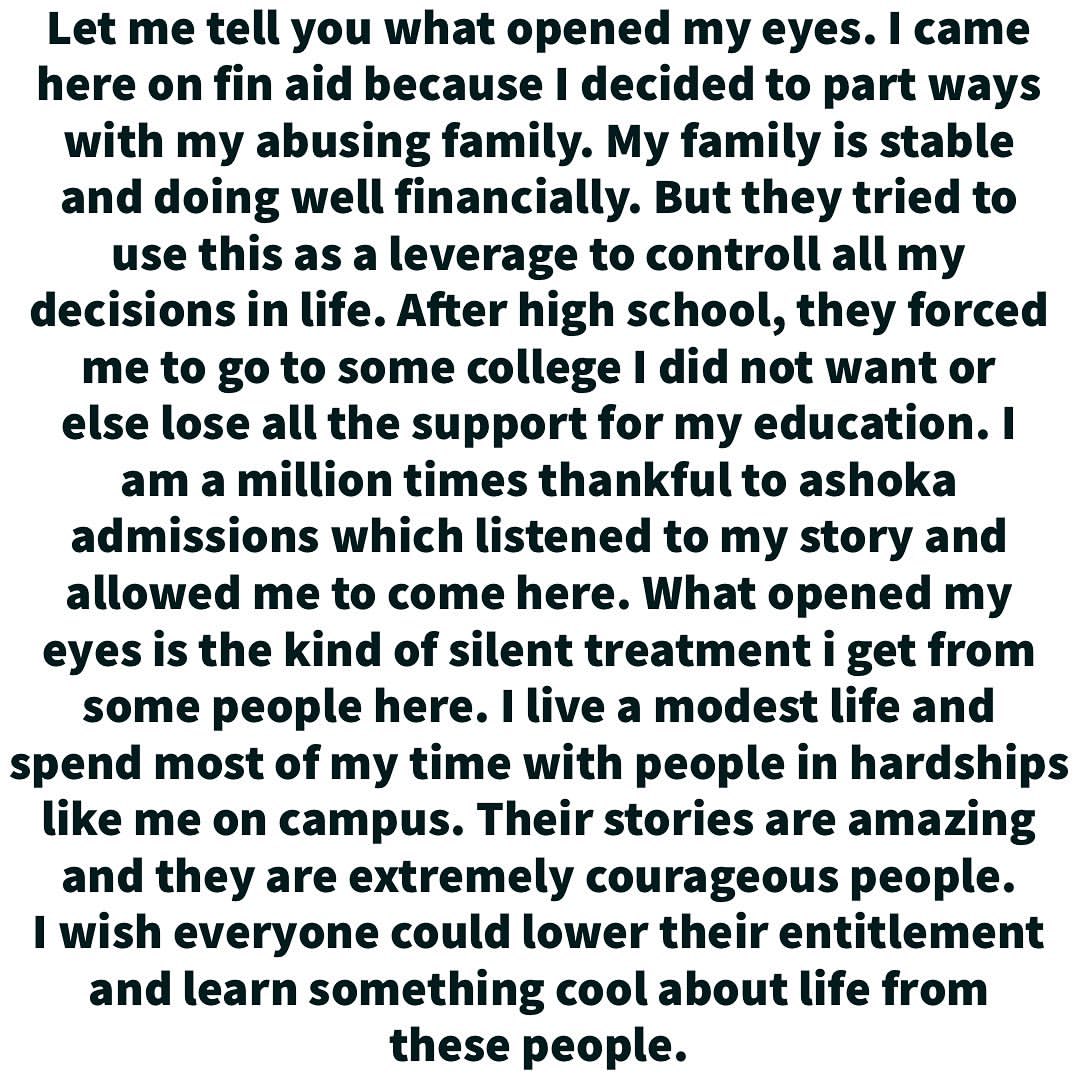 Let me tell you what opened my eyes. I came
here on fin aid because I decided to part ways
with my abusing family. My family is stable
and doing well financially. But they tried to
use this as a leverage to controll all my
decisions in life. After high school, they forced
me to go to some college I did not want or
else lose all the support for my education. I
am a million times thankful to ashoka
admissions which listened to my story and
allowed me to come here. What opened my
eyes is the kind of silent treatment i get from
some people here. I live a modest life and
spend most of my time with people in hardships
like me on campus. Their stories are amazing
and they are extremely courageous people.
I wish everyone could lower their entitlement
and learn something cool about life from
these people.